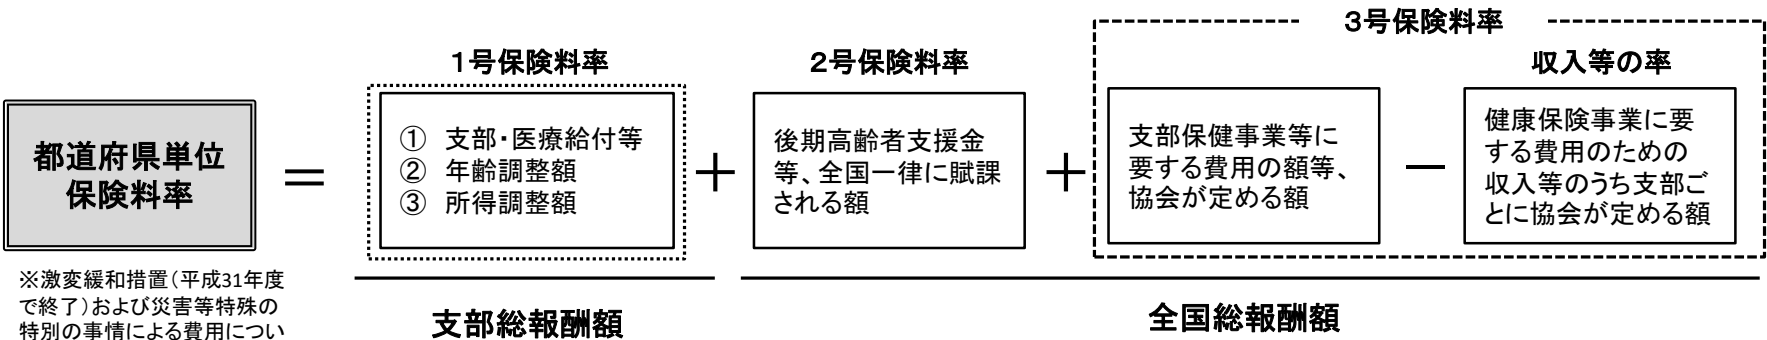 3号保険料率
1号保険料率
2号保険料率
収入等の率
都道府県単位
保険料率
＝
① 支部・医療給付等
② 年齢調整額
③ 所得調整額
＋
後期高齢者支援金
等、全国一律に賦課
される額
＋
支部保健事業等に
要する費用の額等、
協会が定める額
－
健康保険事業に要
する費用のための
収入等のうち支部ご
とに協会が定める額
※激変緩和措置（平成31年度
で終了）および災害等特殊の
特別の事情による費用につい
支部総報酬額
全国総報酬額